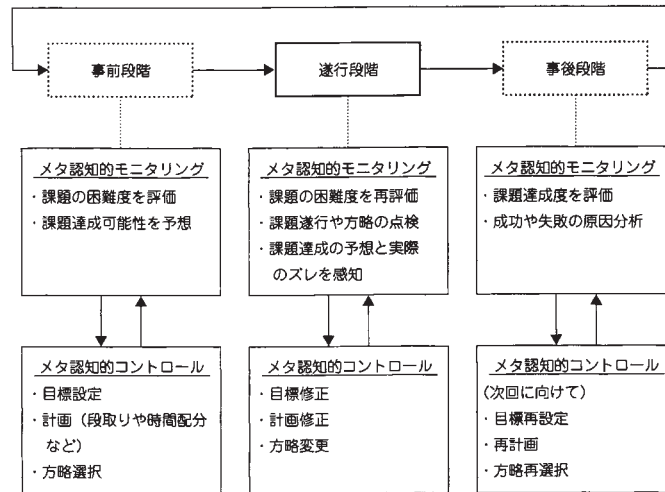 事前段階
遂行段階
事後段階
メタ認知的モニタリング
・課題の困難度を評価
・課題達成可能性を予想
メタ認知的モニタリング
・課題の困難度を再評価
・課題遂行や方略の点検
・課題達成の予想と実際
のズレを感知
メタ認知的モニタリング
・課題達成度を評価
・成功や失敗の原因分析
メタ認知的コントロール
・目標設定
・計画（段取りや時間配分
など）
・方略選択
メタ認知的コントロール
・目標修正
・計画修正
・方略変更
メタ認知的コントロール
(次回に向けて)
・目標再設定
・再計画
・方略再選択